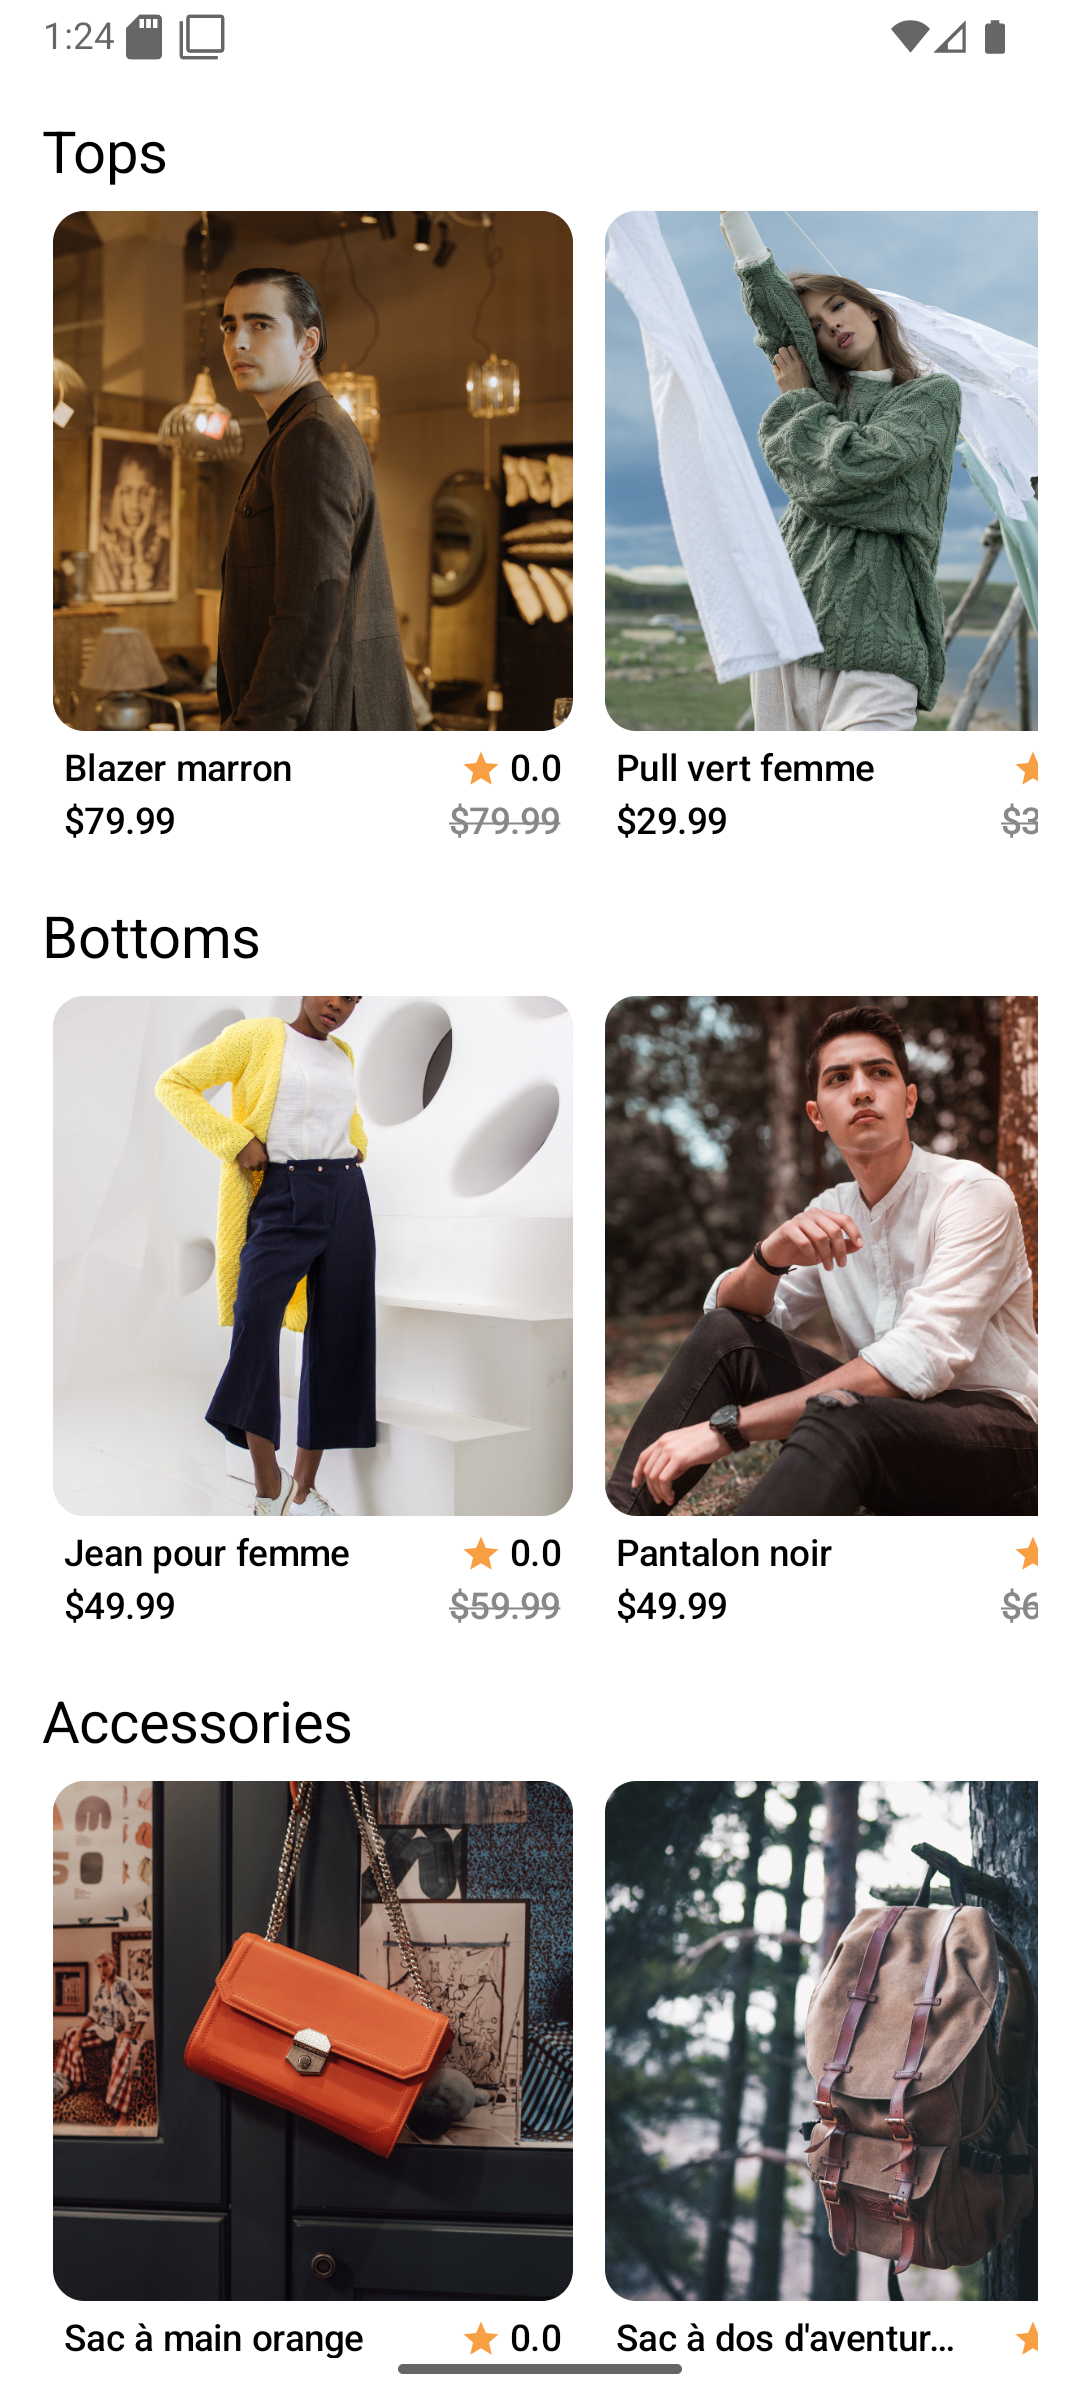 1:24
Tops
Blazer marron
0.0
$79.99
$79.99
Pull vert femme
$29.99
$3
Bottoms
Jean pour femme
0.0
$49.99
$59.99
Pantalon noir
$49.99
$6
Accessories
Sac à main orange
0.0
Sac à dos d'aventur...